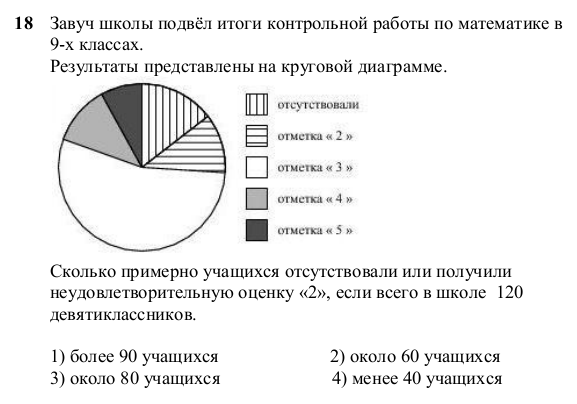 18 Завуч школы подвёл итоги контрольной работы по математике в
9-х классах.
Результаты представлены на круговой диаграмме.
отсутствовали
отметка « 2 »
отметка « 3 »
отметка « 4 »
отметка « 5 »
Сколько примерно учащихся отсутствовали или получили
неудовлетворительную оценку «2», если всего в школе 120
девятиклассников.
1) более 90 учащихся 2) около 60 учащихся
3) около 80 учащихся 4) менее 40 учащихся